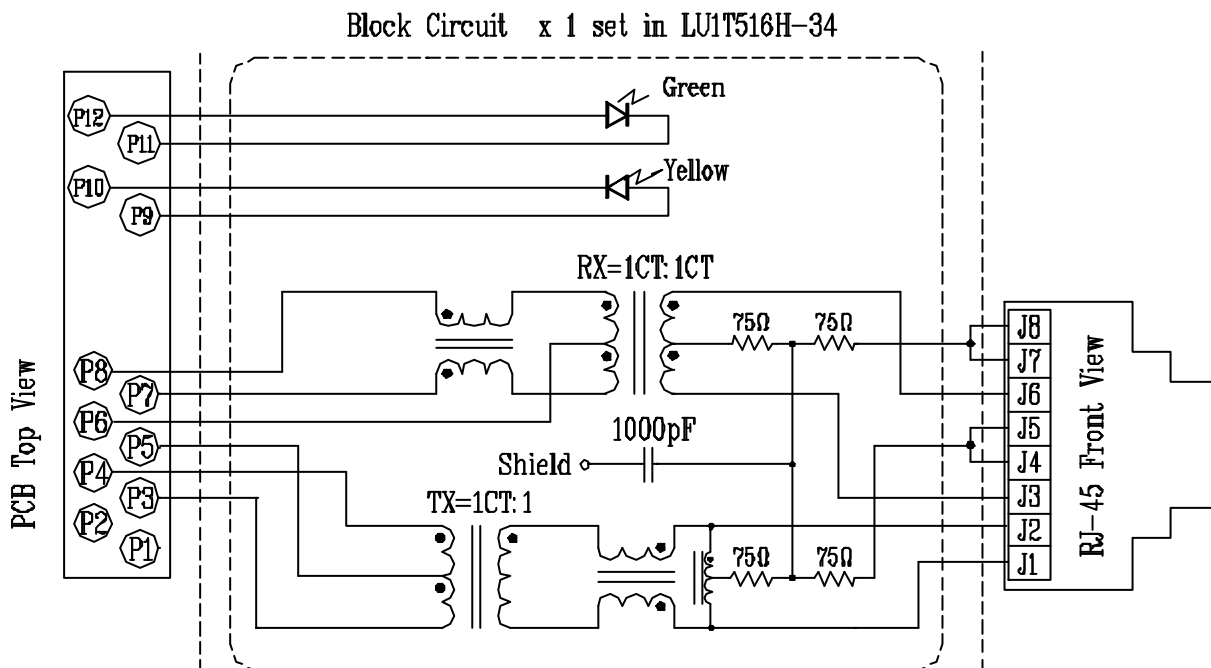 Block Circuit x 1 set in LU1T516H-34
P12
Green
P11
P10
Yellow
P9
RX=1CT:1CT
75Ω 75Ω
J8
J7
J6
J5
J4
J3
J2
J1
P8
P7
P6
P5
P4
P3
P2
P1
1000pF
Shield
TX=1CT:1
75Ω 75Ω
PCB Top View
RJ-45 Front View